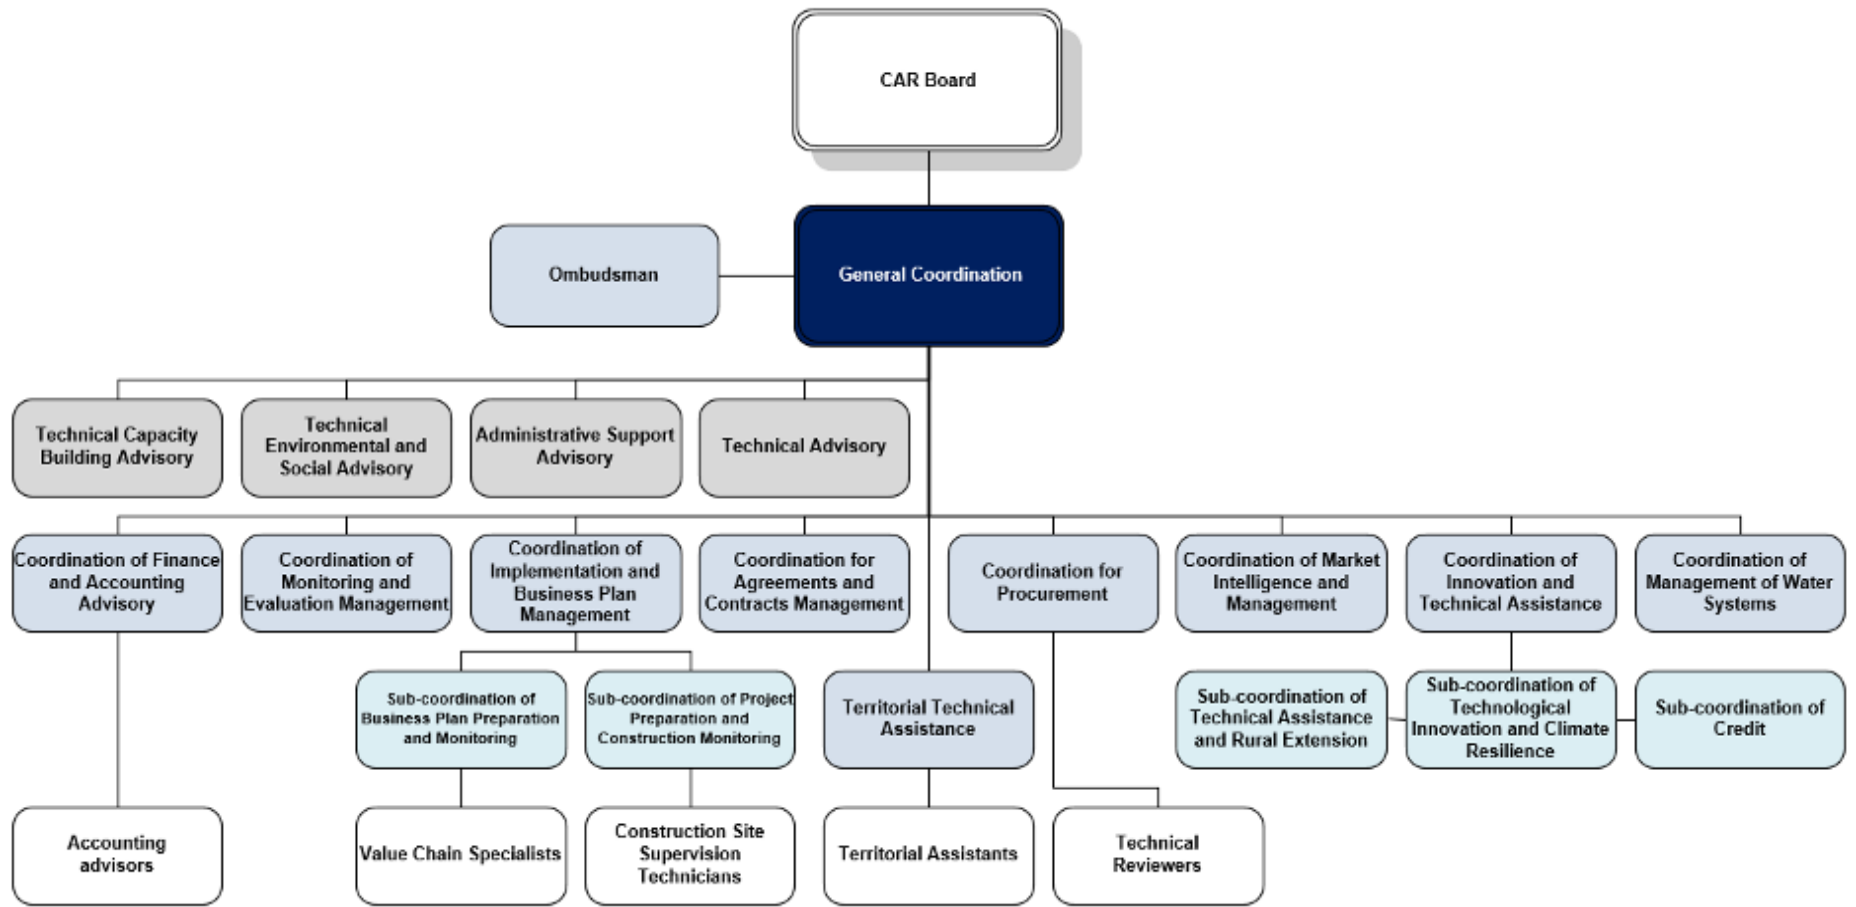 CAR Board
Ombudsman
General Coordination
Technical Capacity
Building Advisory
Technical
Environmental and
Social Advisory
Administrative Support
Advisory
Technical Advisory
Coordination of Finance
and Accounting
Advisory
Coordination of
Monitoring and
Evaluation Management
Coordination of
Implementation and
Business Plan
Management
Coordination for
Agreements and
Contracts Management
Coordination for
Procurement
Coordination of Market
Intelligence and
Management
Coordination of
Innovation and
Technical Assistance
Coordination of
Management of Water
Systems
Sub-coordination of
Business Plan Preparation
and Monitoring
Sub-coordination of Project
Preparation and
Construction Monitoring
Territorial Technical
Assistance
Sub-coordination of
Technical Assistance
and Rural Extension
Sub-coordination of
Technological
Innovation and Climate
Resilience
Sub-coordination of
Credit
Accounting
advisors
Value Chain Specialists
Construction Site
Supervision
Technicians
Territorial Assistants
Technical
Reviewers